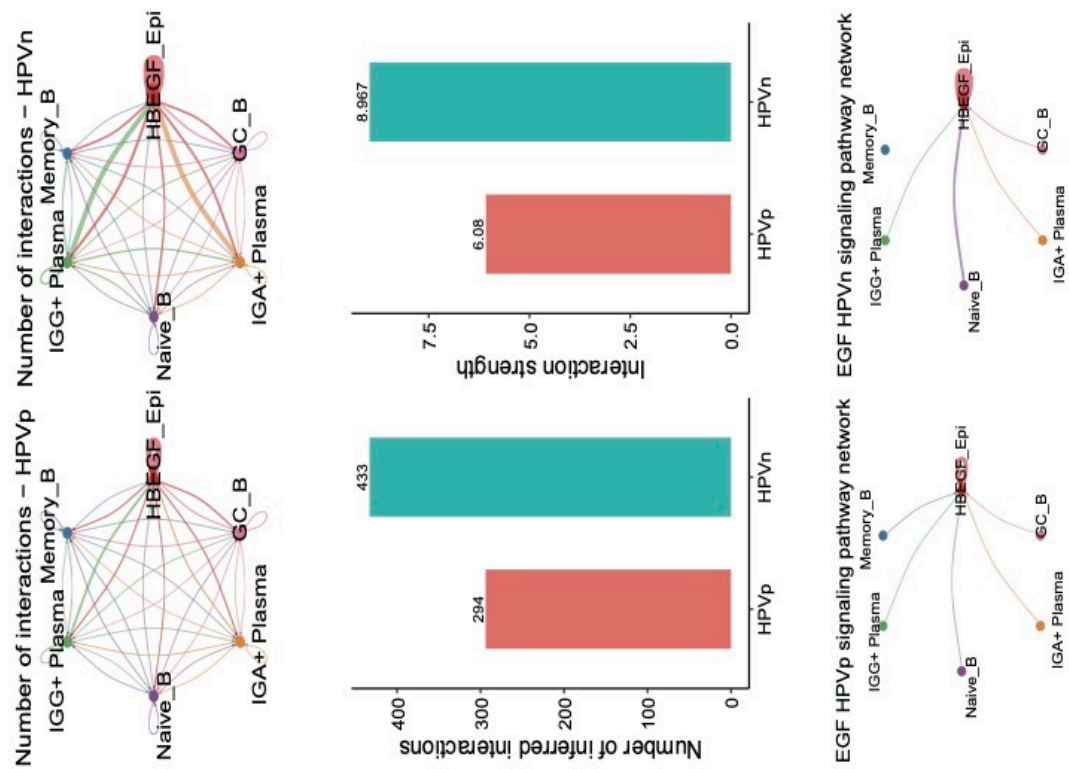 Number of interactions – HPVp
IGG+ Plasma
Memory_B
Naive_B
HBEGF_Epi
IGA+ Plasma
GC_B
Number of interactions – HPVn
IGG+ Plasma
Memory_B
Naive_B
HBEGF_Epi
IGA+ Plasma
GC_B
Number of inferred interactions
400
300
200
100
0
294
433
HPVp
HPVn
Interaction strength
7.5
5.0
2.5
0.0
6.08
8.967
HPVp
HPVn
EGF HPVp signaling pathway network
IGG+ Plasma
Memory_B
Naive_B
HBEGF_Epi
IGA+ Plasma
GC_B
EGF HPVn signaling pathway network
IGG+ Plasma
Memory_B
Naive_B
HBEGF_Epi
IGA+ Plasma
GC_B